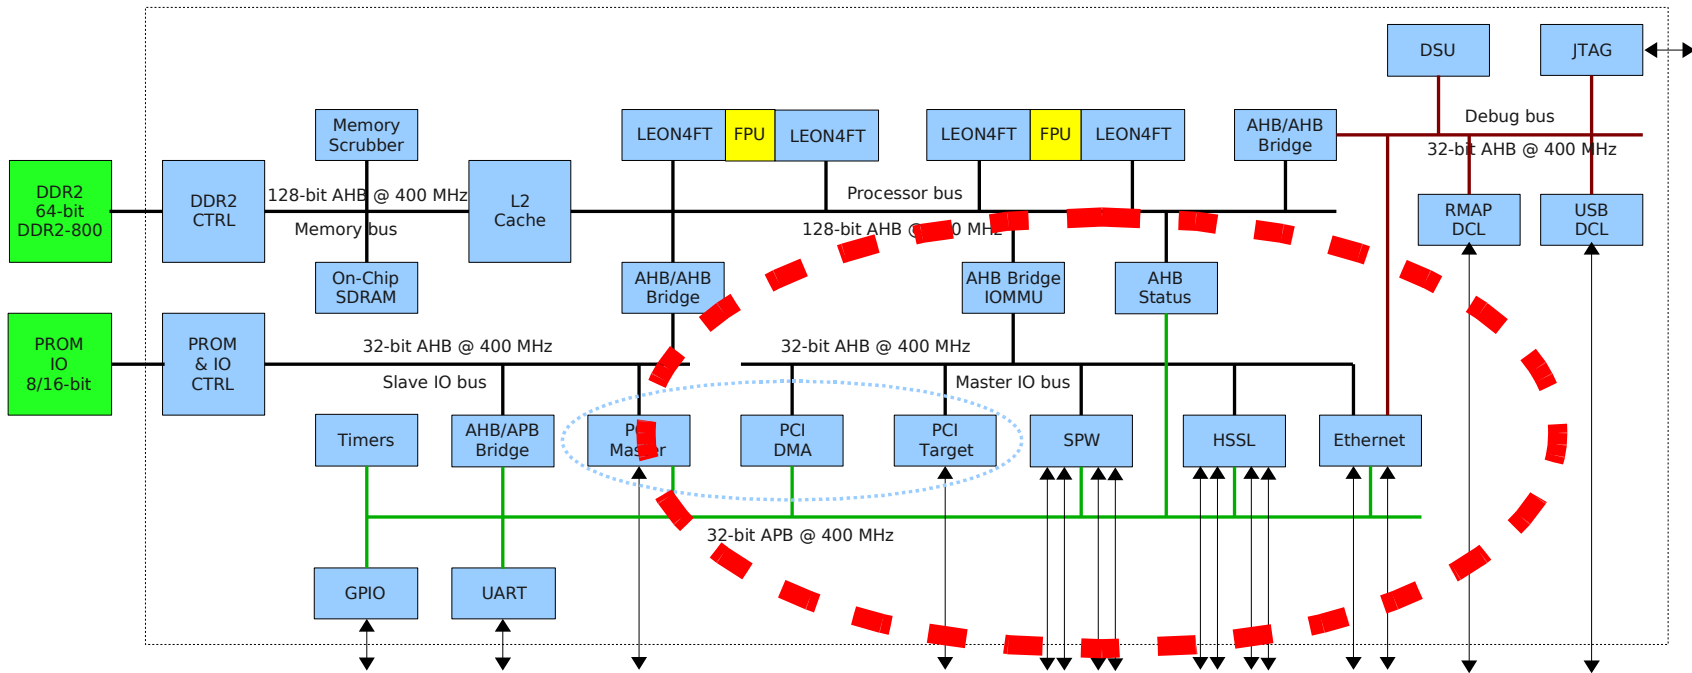 DSU
JTAG
Debug bus
32-bit AHB @ 400 MHz
Memory
Scrubber
LEON4FT
FPU
LEON4FT
LEON4FT
FPU
LEON4FT
AHB/AHB
Bridge
DDR2
64-bit
DDR2-800
DDR2
CTRL
128-bit AHB @ 400 MHz
Memory bus
L2
Cache
Processor bus
128-bit AHB @ MHz
RMAP
DCL
USB
DCL
On-Chip
SDRAM
AHB/AHB
Bridge
AHB Bridge
IOMMU
AHB
Status
PROM
IO
8/16-bit
PROM
& IO
CTRL
32-bit AHB @ 400 MHz
Slave IO bus
32-bit AHB @ 400 MHz
Master IO bus
Timers
AHB/APB
Bridge
Master
PCI
DMA
PCI
Target
SPW
HSSL
Ethernet
32-bit APB @ 400 MHz
GPIO
UART